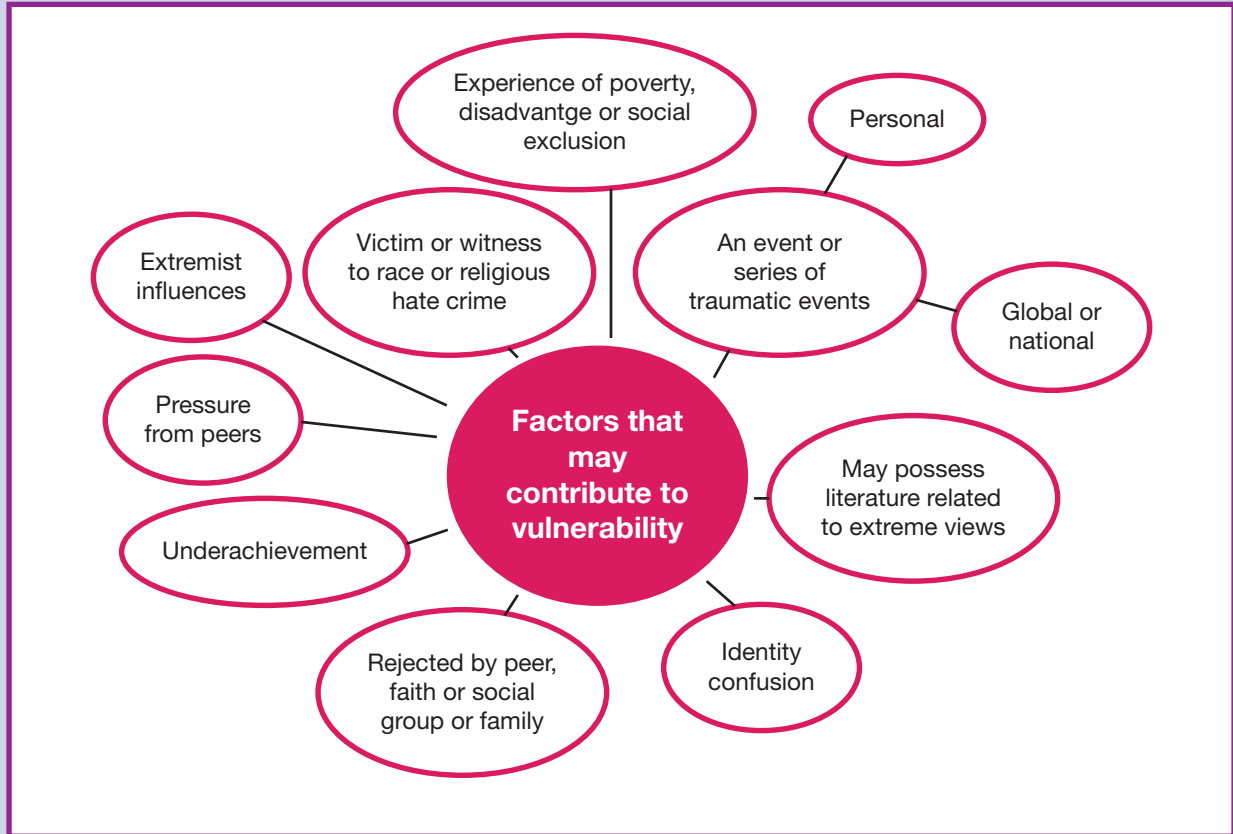 Experience of poverty,
disadvantge or social
exclusion
Personal
Victim or witness
to race or religious
hate crime
An event or
series of
traumatic events
Extremist
influences
Global or
national
Pressure
from peers
Factors that
may
contribute to
vulnerability
May possess
literature related
to extreme views
Underachievement
Rejected by peer,
faith or social
group or family
Identity
confusion